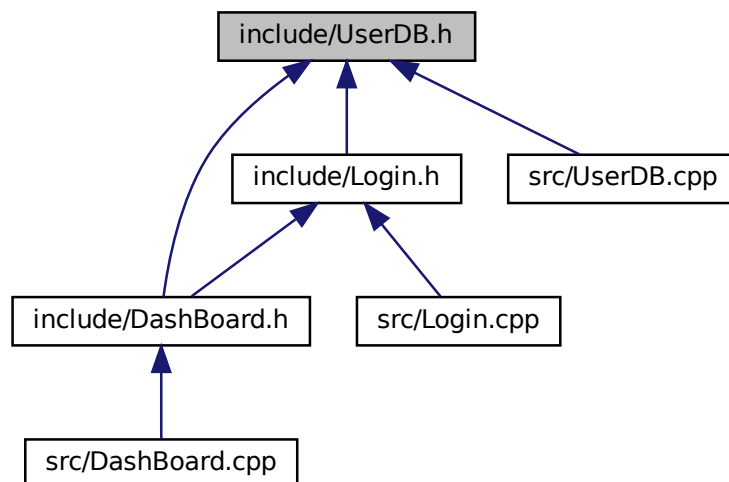 include/UserDB.h
include/Login.h
src/UserDB.cpp
include/DashBoard.h
src/Login.cpp
src/DashBoard.cpp